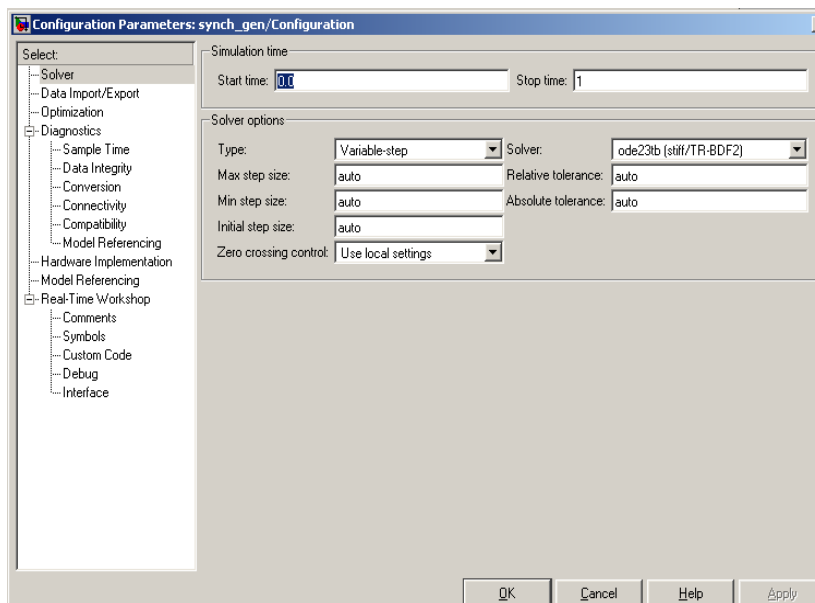 Configuration Parameters: synch_gen/Configuration
Select:
Solver
Data Import/Export
Optimization
Diagnostics
Sample Time
Data Integrity
Conversion
Connectivity
Compatibility
Model Referencing
Hardware Implementation
Model Referencing
Real-Time Workshop
Comments
Symbols
Custom Code
Debug
Interface
Simulation time
Start time: 0.0 Stop time: 1
Solver options
Type: Variable-step Solver: ode23tb (stiff/TR-BDF2)
Max step size: auto Relative tolerance: auto
Min step size: auto Absolute tolerance: auto
Initial step size: auto
Zero crossing control: Use local settings
OK Cancel Help Apply